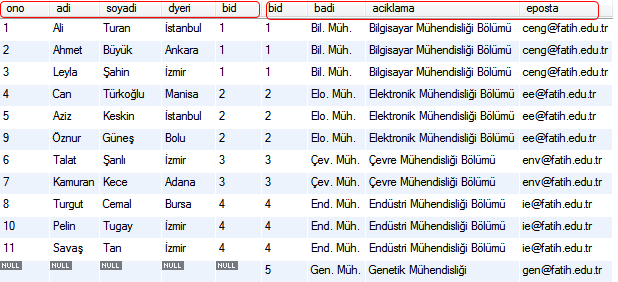 ono adi soyadi dyeri bid bid badi aciklama eposta
1 Ali Turan İstanbul 1 1 Bil. Müh. Bilgisayar Mühendisliği Bölümü ceng@fatih.edu.tr
2 Ahmet Büyük Ankara 1 1 Bil. Müh. Bilgisayar Mühendisliği Bölümü ceng@fatih.edu.tr
3 Leyla Şahin İzmir 1 1 Bil. Müh. Bilgisayar Mühendisliği Bölümü ceng@fatih.edu.tr
4 Can Türkoğlu Manisa 2 2 Elo. Müh. Elektronik Mühendisliği Bölümü ee@fatih.edu.tr
5 Aziz Keskin İstanbul 2 2 Elo. Müh. Elektronik Mühendisliği Bölümü ee@fatih.edu.tr
9 Öznur Güneş Bolu 2 2 Elo. Müh. Elektronik Mühendisliği Bölümü ee@fatih.edu.tr
6 Talat Şanlı İzmir 3 3 Çev. Müh. Çevre Mühendisliği Bölümü env@fatih.edu.tr
7 Kamuran Kece Adana 3 3 Çev. Müh. Çevre Mühendisliği Bölümü env@fatih.edu.tr
8 Turgut Cemal Bursa 4 4 End. Müh. Endüstri Mühendisliği Bölümü ie@fatih.edu.tr
10 Pelin Tugay İzmir 4 4 End. Müh. Endüstri Mühendisliği Bölümü ie@fatih.edu.tr
11 Savaş Tan İzmir 4 4 End. Müh. Endüstri Mühendisliği Bölümü ie@fatih.edu.tr
NULL NULL NULL NULL NULL 5 Gen. Müh. Genetik Mühendisliği gen@fatih.edu.tr